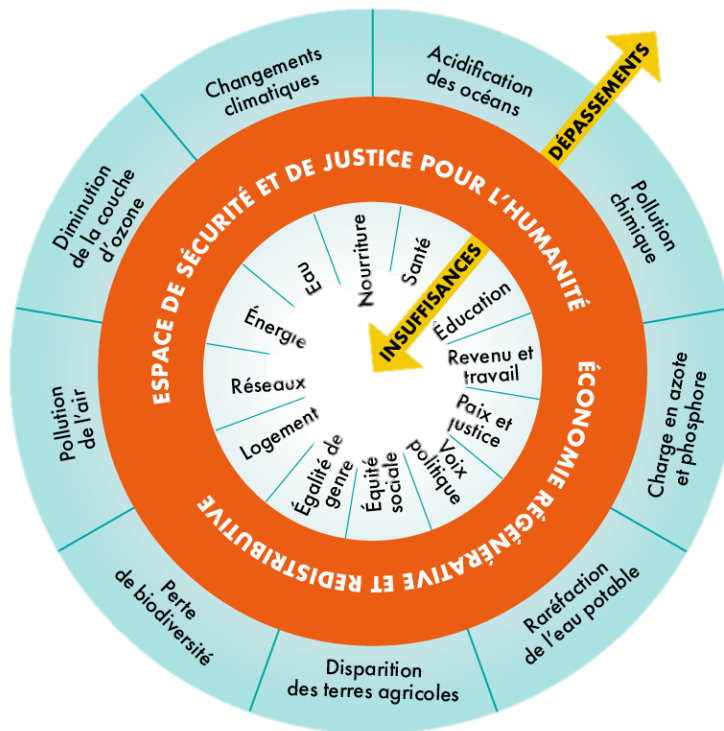 Changements
climatiques
Acidification
des océans
DÉPASSEMENTS
Pollution
chimique
Charge en azote
et phosphore
Raréfaction
de l'eau potable
Disparition
des terres agricoles
Perte
de biodiversité
Pollution
de l'air
Diminution
de la couche
d'ozone
ESPACE DE SÉCURITÉ ET DE JUSTICE POUR L'HUMANITÉ
ÉCONOMIE RÉGÉNÉRATIVE ET REDISTRIBUTIVE
INSUFFISANCES
Eau
Nourriture
Santé
Éducation
Revenu et
travail
Paix et
justice
Voix
politique
Équité
sociale
Égalité de
genre
Logement
Réseaux
Énergie